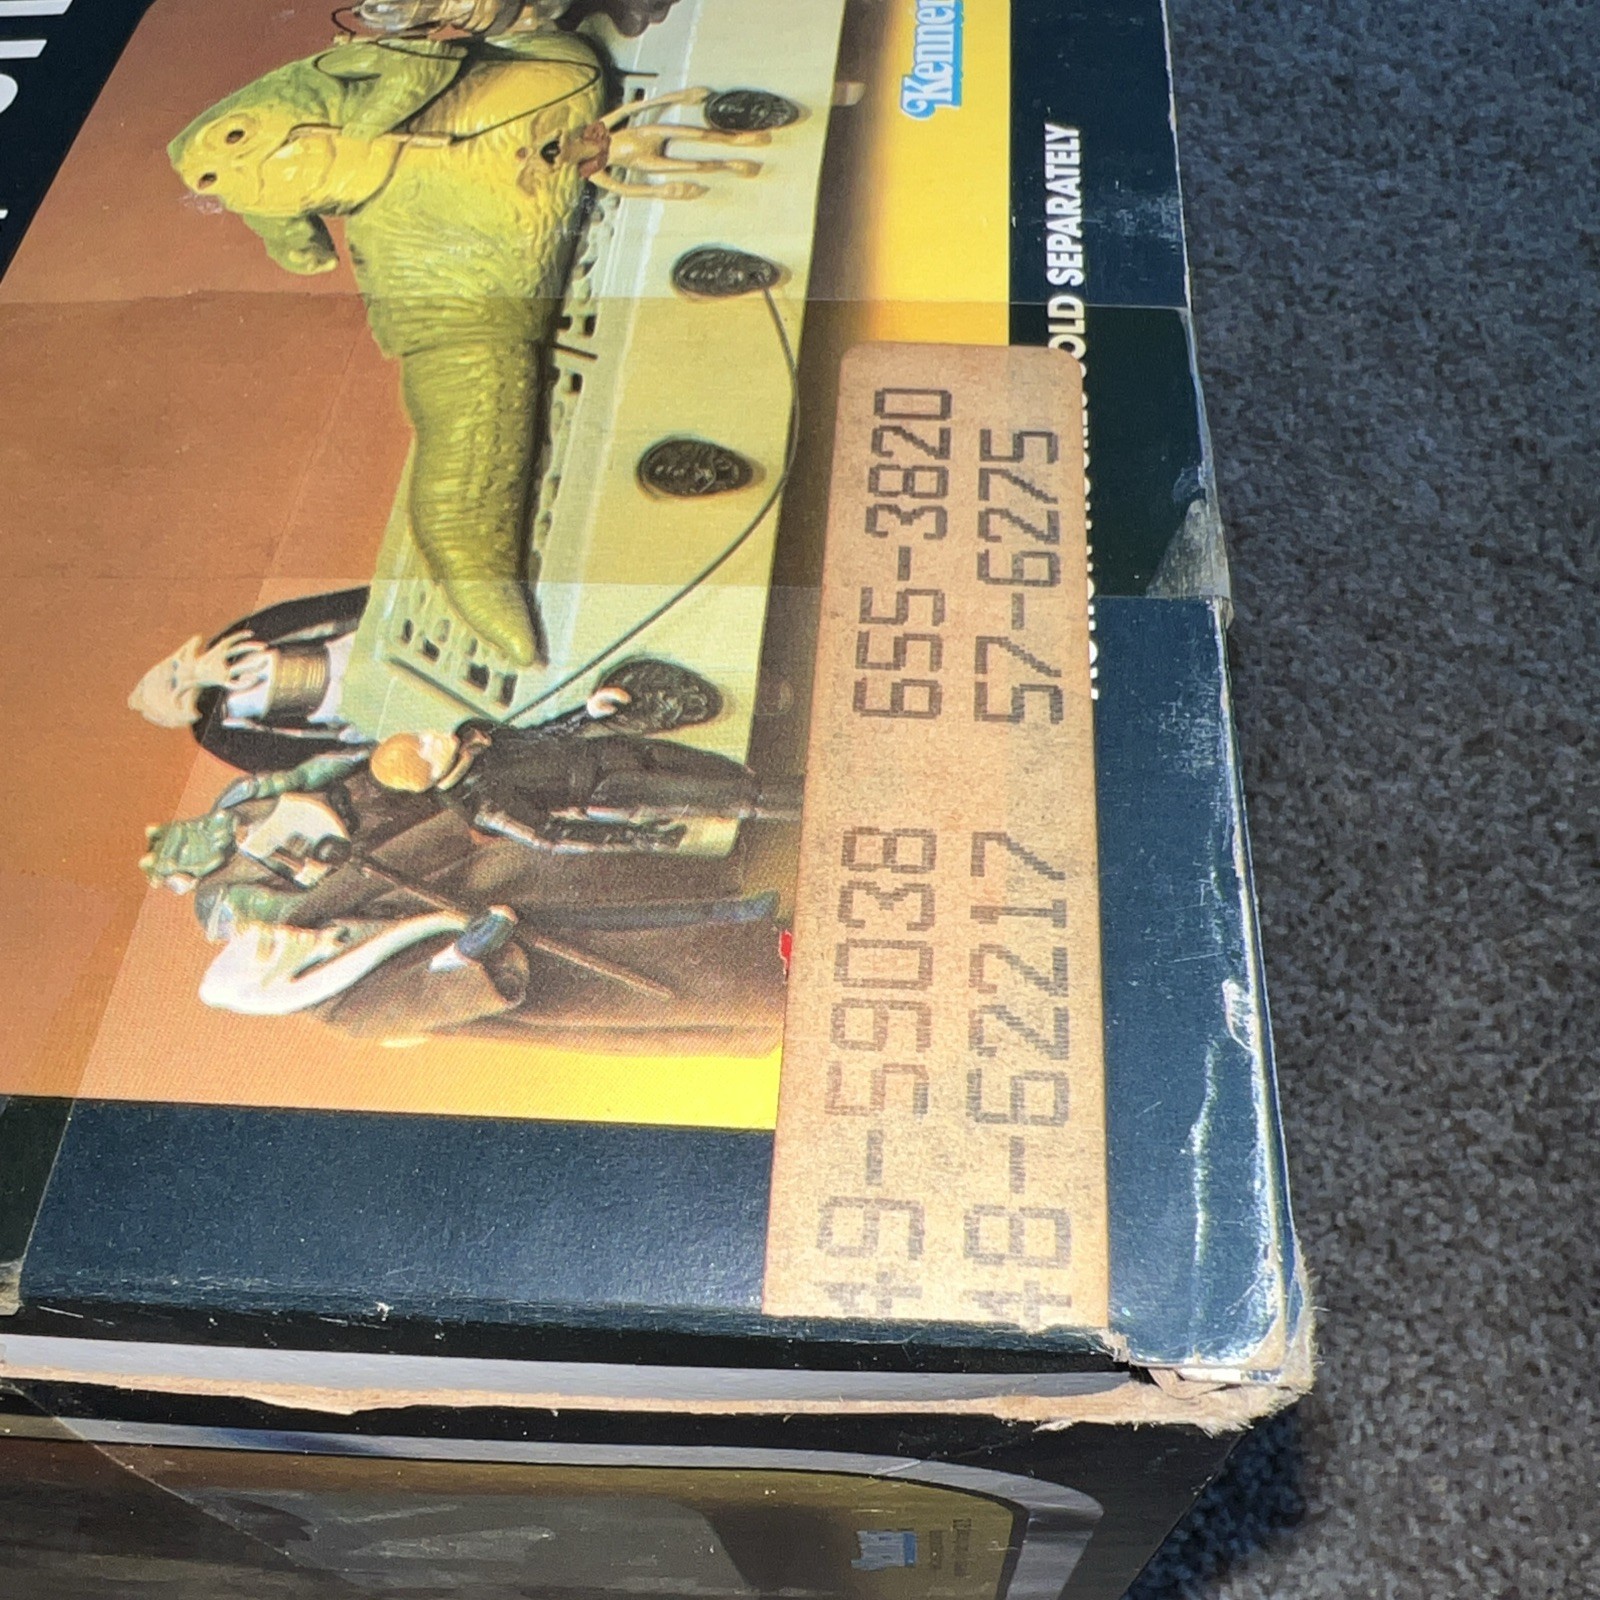 Kenner
OLD SEPARATELY
49-59038 655-3820
48-62217 57-6275